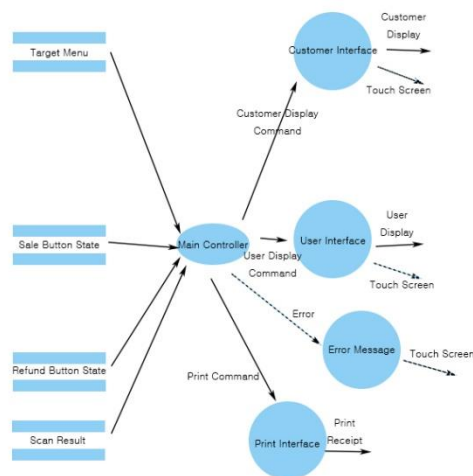 Target Menu
Customer
Display
Customer Interface
Touch Screen
Customer Display
Command
Sale Button State
Main Controller
User Display
Command
User Interface
User
Display
Touch Screen
Error
Error Message
Touch Screen
Refund Button State
Print Command
Scan Result
Print Interface
Print
Receipt